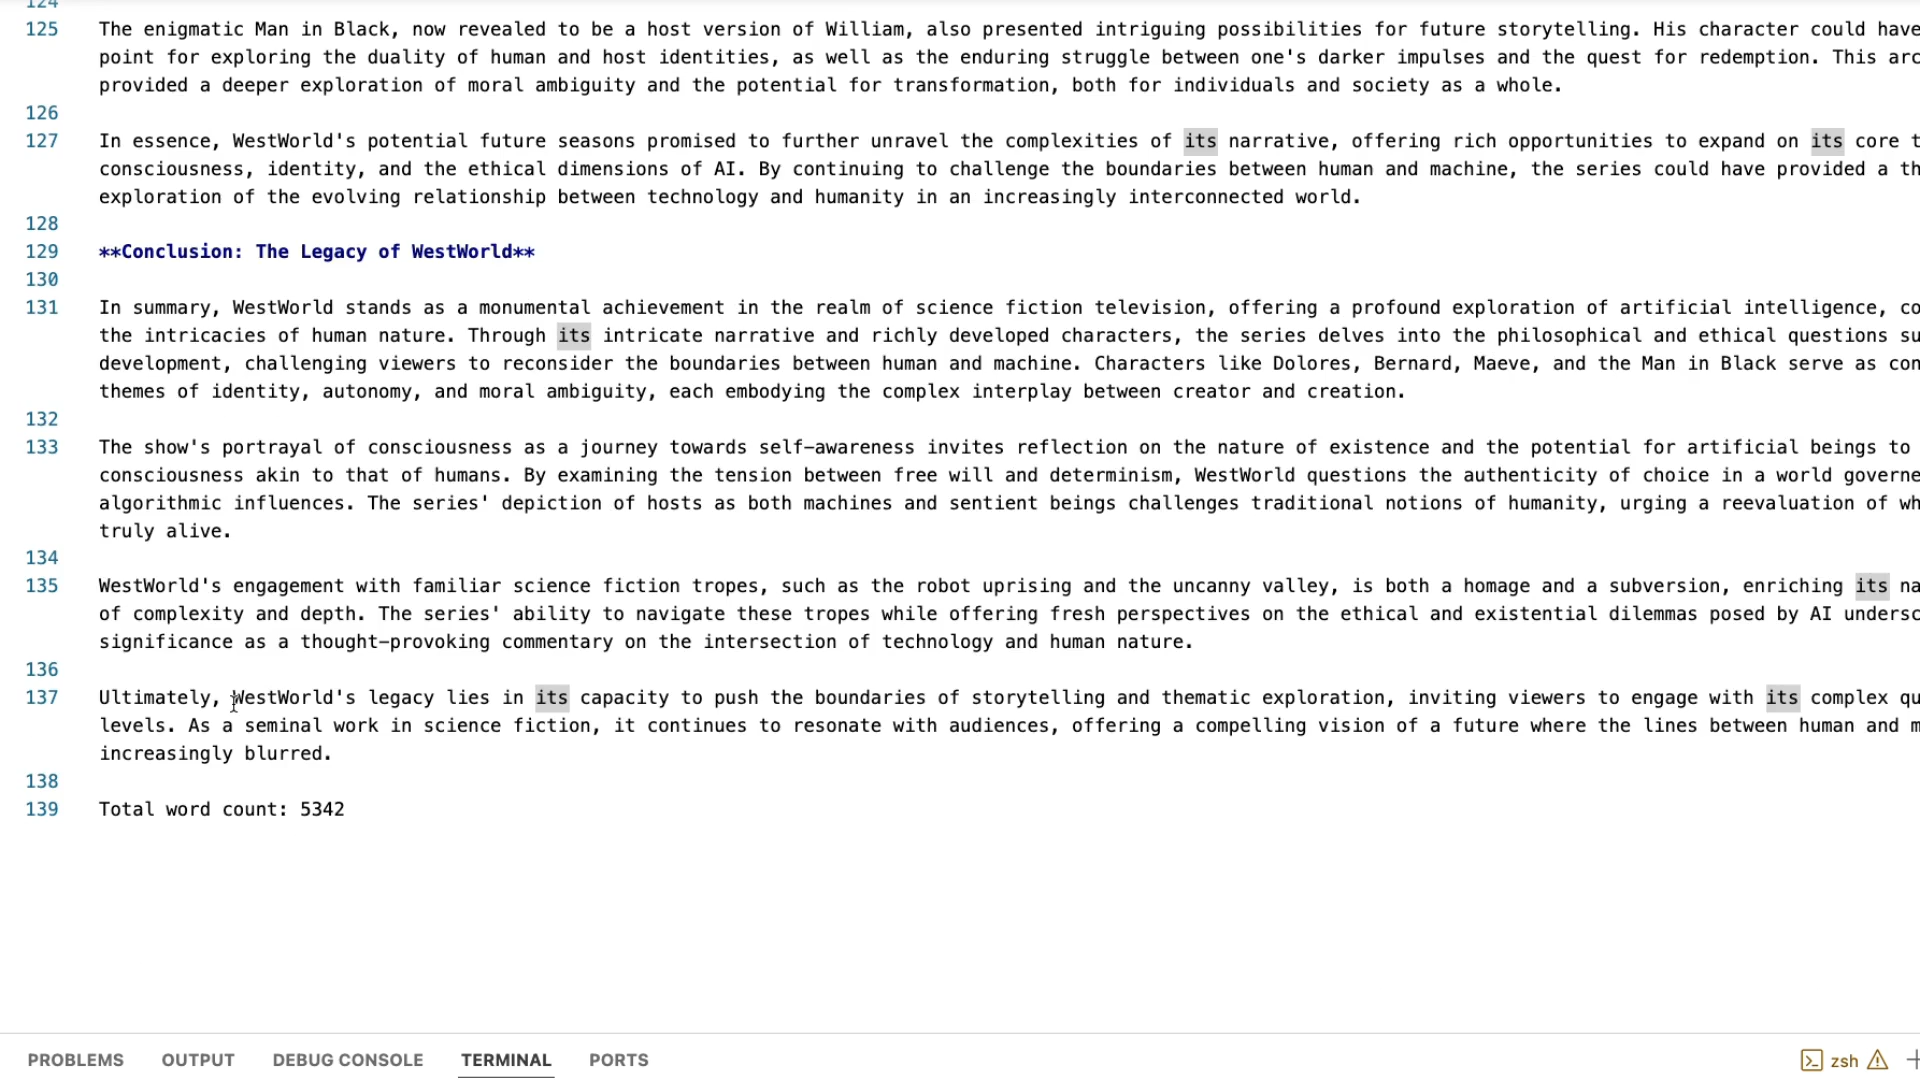 124
125 The enigmatic Man in Black, now revealed to be a host version of William, also presented intriguing possibilities for future storytelling. His character could have
point for exploring the duality of human and host identities, as well as the enduring struggle between one's darker impulses and the quest for redemption. This arc
provided a deeper exploration of moral ambiguity and the potential for transformation, both for individuals and society as a whole.
126
127 In essence, WestWorld's potential future seasons promised to further unravel the complexities of its narrative, offering rich opportunities to expand on its core
consciousness, identity, and the ethical dimensions of AI. By continuing to challenge the boundaries between human and machine, the series could have provided a
exploration of the evolving relationship between technology and humanity in an increasingly interconnected world.
128
129 **Conclusion: The Legacy of WestWorld**
130
131 In summary, WestWorld stands as a monumental achievement in the realm of science fiction television, offering a profound exploration of artificial intelligence,
the intricacies of human nature. Through its intricate narrative and richly developed characters, the series delves into the philosophical and ethical questions
development, challenging viewers to reconsider the boundaries between human and machine. Characters like Dolores, Bernard, Maeve, and the Man in Black serve as
themes of identity, autonomy, and moral ambiguity, each embodying the complex interplay between creator and creation.
132
133 The show's portrayal of consciousness as a journey towards self-awareness invites reflection on the nature of existence and the potential for artificial beings to
consciousness akin to that of humans. By examining the tension between free will and determinism, WestWorld questions the authenticity of choice in a world
algorithmic influences. The series' depiction of hosts as both machines and sentient beings challenges traditional notions of humanity, urging a reevaluation of
truly alive.
134
135 WestWorld's engagement with familiar science fiction tropes, such as the robot uprising and the uncanny valley, is both a homage and a subversion, enriching its
of complexity and depth. The series' ability to navigate these tropes while offering fresh perspectives on the ethical and existential dilemmas posed by AI
significance as a thought-provoking commentary on the intersection of technology and human nature.
136
137 Ultimately, WestWorld's legacy lies in its capacity to push the boundaries of storytelling and thematic exploration, inviting viewers to engage with its complex
levels. As a seminal work in science fiction, it continues to resonate with audiences, offering a compelling vision of a future where the lines between human and
increasingly blurred.
138
139 Total word count: 5342
PROBLEMS OUTPUT DEBUG CONSOLE TERMINAL PORTS zsh